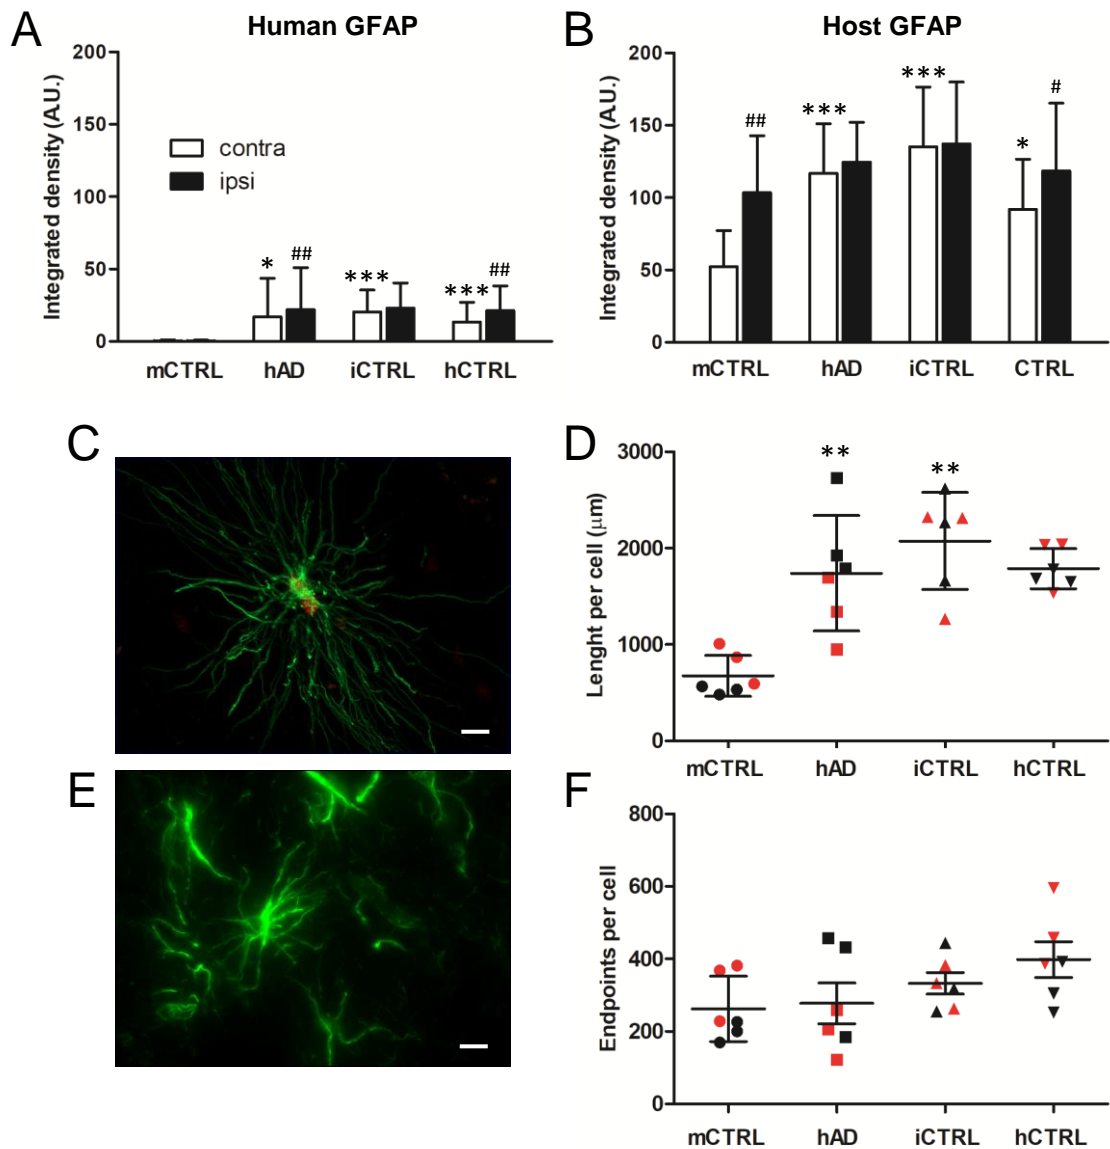 A
Human GFAP
Integrated density (A.U.)
200
150
100
50
0
contra
ipsi
*
##
***
***
##
mCTRL
hAD
iCTRL
hCTRL
B
Host GFAP
Integrated density (A.U.)
200
150
100
50
0
##
***
***
*
#
mCTRL
hAD
iCTRL
CTRL
C
D
Lenght per cell (μm)
3000
2000
1000
0
**
**
mCTRL
hAD
iCTRL
hCTRL
E
F
Endpoints per cell
800
600
400
200
0
mCTRL
hAD
iCTRL
hCTRL